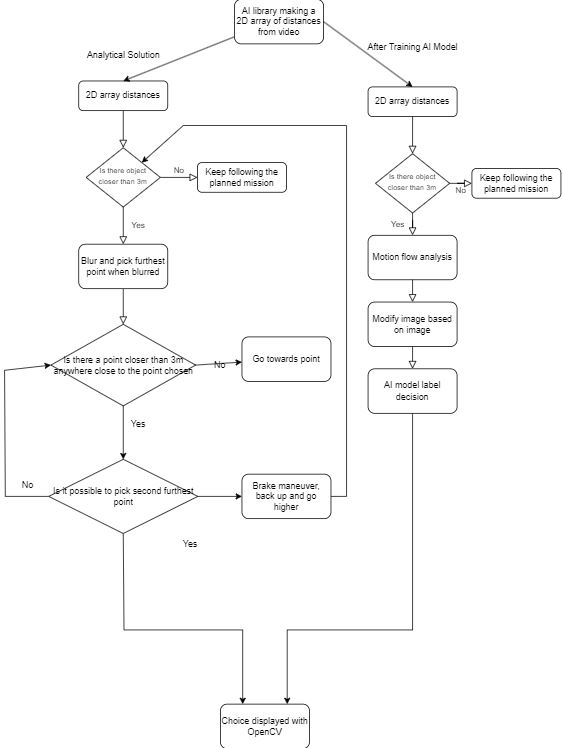 AI library making a
2D array of distances
from video
Analytical Solution
After Training AI Model
2D array distances
2D array distances
Is there object
closer than 3m
No
Keep following the
planned mission
Is there object
closer than 3m
No
Keep following the
planned mission
Yes
Yes
Blur and pick furthest
point when blurred
Motion flow analysis
Modify image based
on image
Is there a point closer than 3m
anywhere close to the point chosen
No
Go towards point
AI model label
decision
Yes
No
Is it possible to pick second furthest
point
Brake maneuver,
back up and go
higher
Yes
Choice displayed with
OpenCV